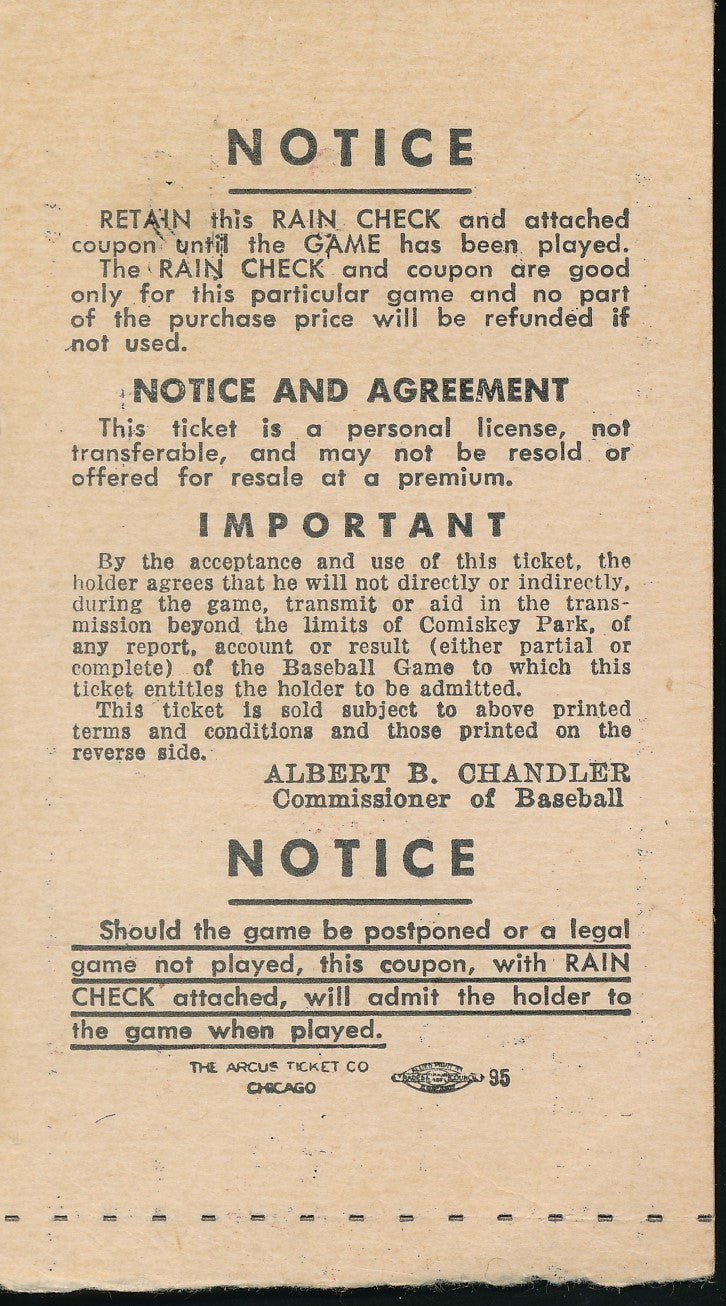 NOTICE
RETAIN this RAIN CHECK and attached
coupon until the GAME has been played.
The RAIN CHECK and coupon are good
only for this particular game and no part
of the purchase price will be refunded if
not used.
NOTICE AND AGREEMENT
This ticket is a personal license, not
transferable, and may not be resold or
offered for resale at a premium.
IMPORTANT
By the acceptance and use of this ticket, the
holder agrees that he will not directly or indirectly,
during the game, transmit or aid in the trans-
mission beyond the limits of Comiskey Park, of
any report, account or result (either partial or
complete) of the Baseball Game to which this
ticket entitles the holder to be admitted.
This ticket is sold subject to above printed
terms and conditions and those printed on the
reverse side.
ALBERT B. CHANDLER
Commissioner of Baseball
NOTICE
Should the game be postponed or a legal
game not played, this coupon, with RAIN
CHECK attached, will admit the holder to
the game when played.
THE ARCUS TICKET CO
CHICAGO
95